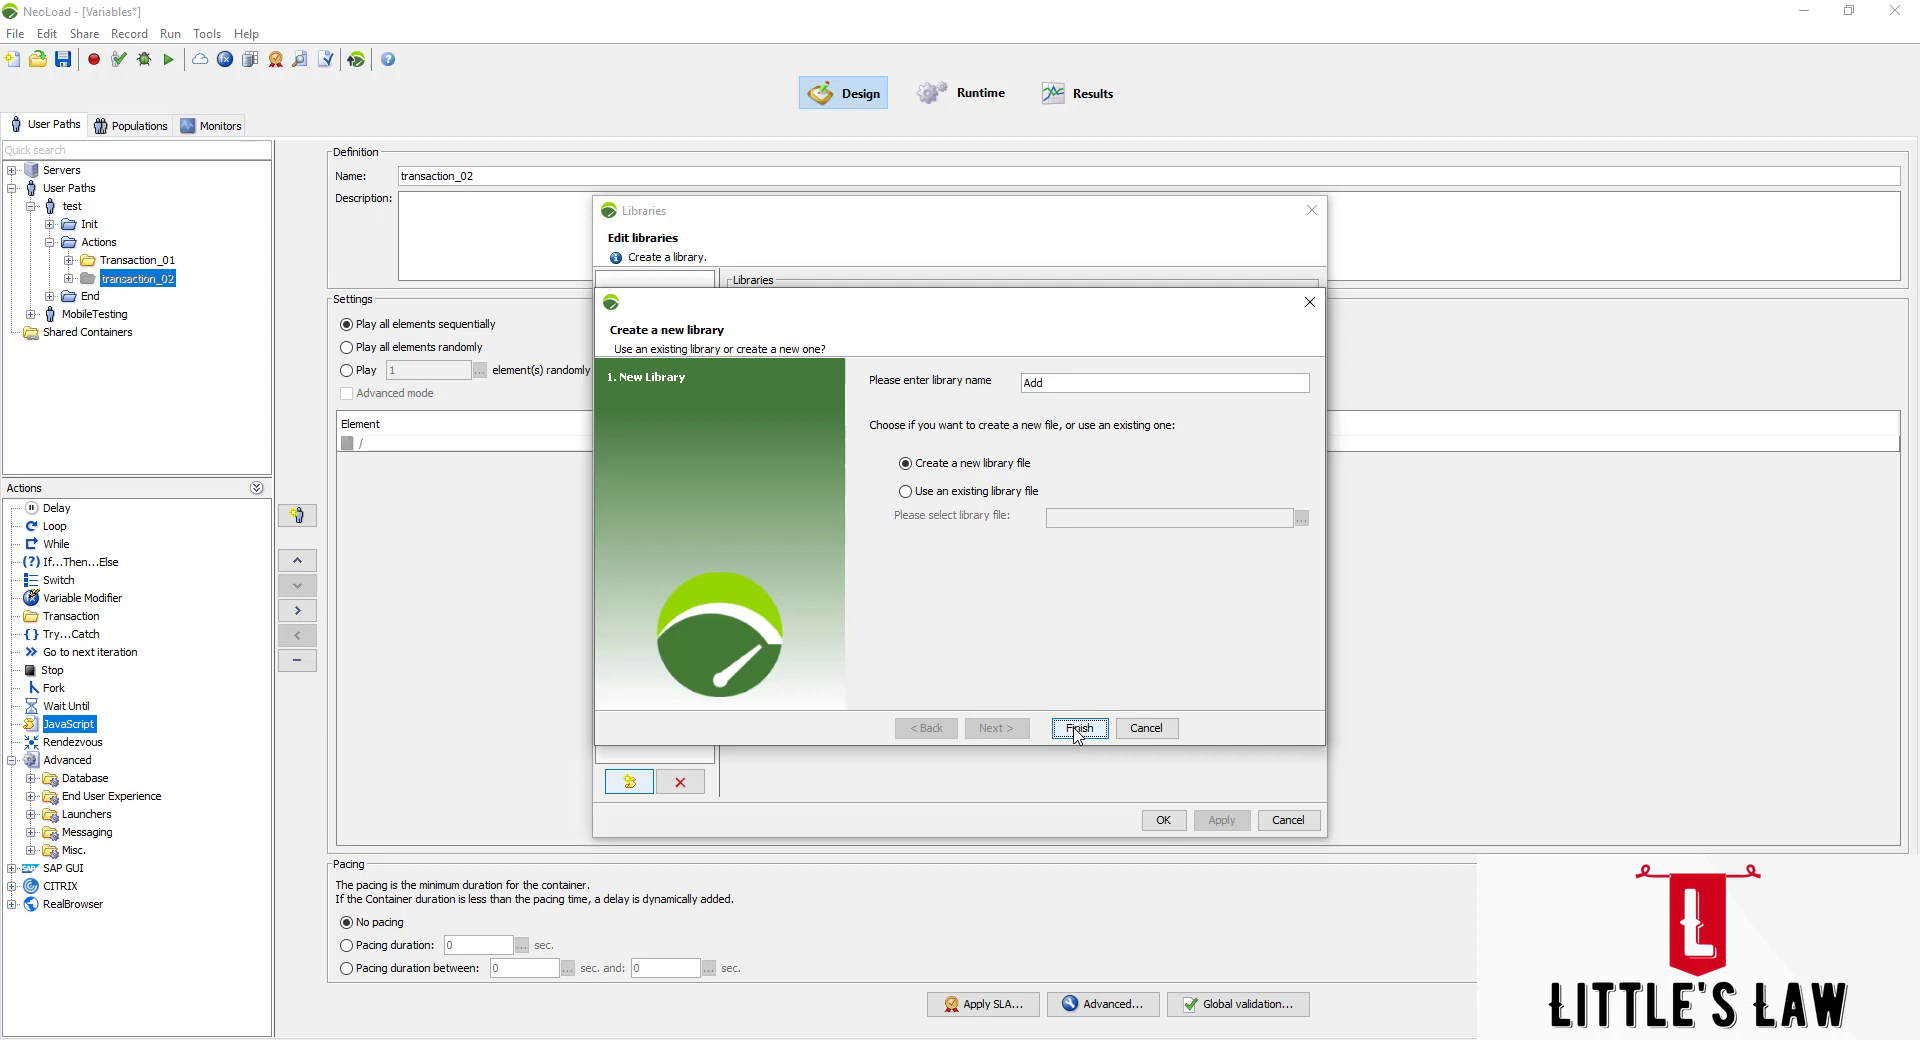 NeoLoad - [Variables*]
File Edit Share Record Run Tools Help
Design Runtime Results
User Paths Populations Monitors
Quick search
Servers
User Paths
test
Init
Actions
Transaction_01
transaction_02
End
MobileTesting
Shared Containers
Actions
Delay
Loop
While
(?) If...Then...Else
Switch
Variable Modifier
Transaction
{} Try...Catch
Go to next iteration
Stop
Fork
Wait Until
JavaScript
Rendezvous
Advanced
Database
End User Experience
Launchers
Messaging
Misc.
SAP SAP GUI
CITRIX
RealBrowser
Definition
Name: transaction_02
Description:
Settings
Play all elements sequentially
Play all elements randomly
Play 1 ... element(s) randomly
Advanced mode
Element
/
Libraries
Edit libraries
Create a library.
Libraries
Create a new library
Use an existing library or create a new one?
1. New Library
Please enter library name Add
Choose if you want to create a new file, or use an existing one:
Create a new library file
Use an existing library file
Please select library file: ...
< Back Next > Finish Cancel
OK Apply Cancel
Pacing
The pacing is the minimum duration for the container.
If the Container duration is less than the pacing time, a delay is dynamically added.
No pacing
Pacing duration: 0 ... sec.
Pacing duration between: 0 ... sec. and: 0 ... sec.
Apply SLA... Advanced... Global validation...
L
LITTLE'S LAW